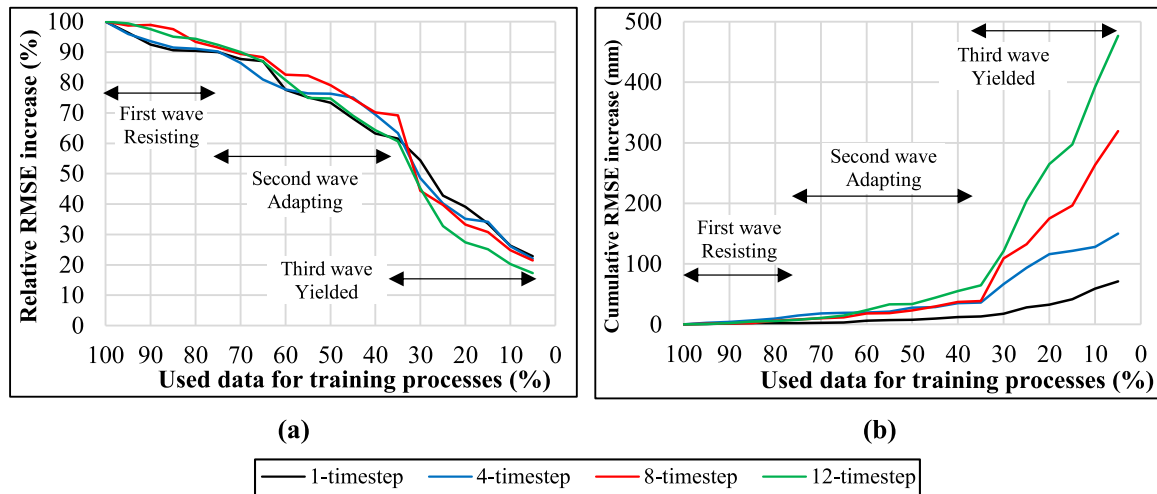 Relative RMSE increase (%)
100
90
80
70
60
50
40
30
20
10
0
First wave
Resisting
Second wave
Adapting
Third wave
Yielded
100 90 80 70 60 50 40 30 20 10 0
Used data for training processes (%)
(a)
Cumulative RMSE increase (mm)
500
400
300
200
100
0
Third wave
Yielded
Second wave
Adapting
First wave
Resisting
100 90 80 70 60 50 40 30 20 10 0
Used data for training processes (%)
(b)
1-timestep 4-timestep 8-timestep 12-timestep